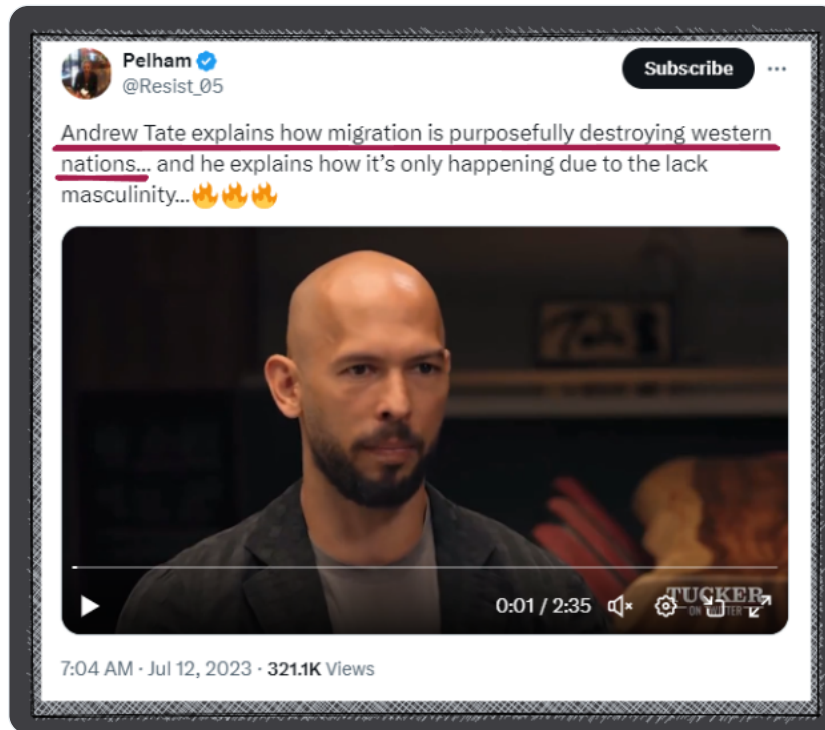 Pelham
Subscribe
@Resist_05
Andrew Tate explains how migration is purposefully destroying western
nations... and he explains how it's only happening due to the lack
masculinity...🔥🔥🔥
0:01 / 2:35
TUCKER
ON TWITTER
7:04 AM · Jul 12, 2023 · 321.1K Views